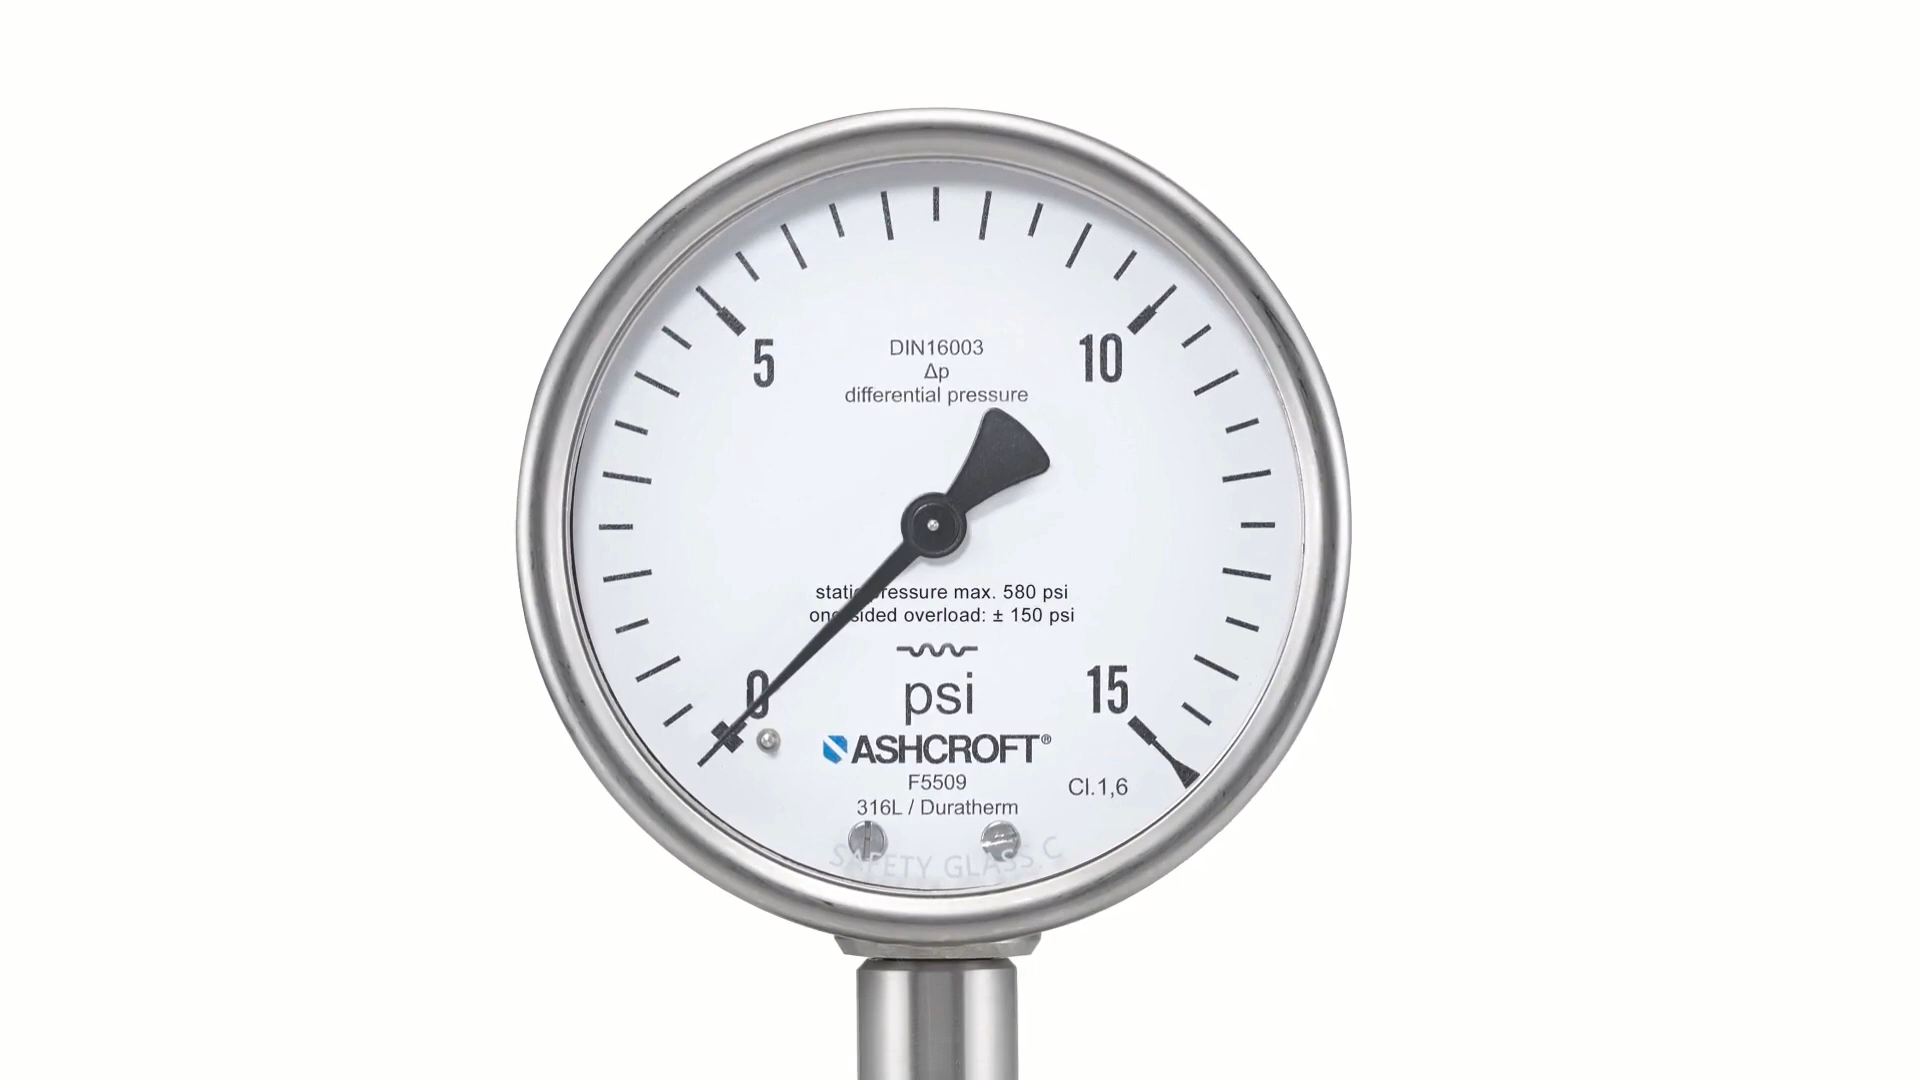 5
10
DIN16003
Δp
differential pressure
static pressure max. 580 psi
one sided overload: ± 150 psi
0
psi
15
ASHCROFT®
F5509
Cl.1,6
316L / Duratherm
SAFETY GLASS.C